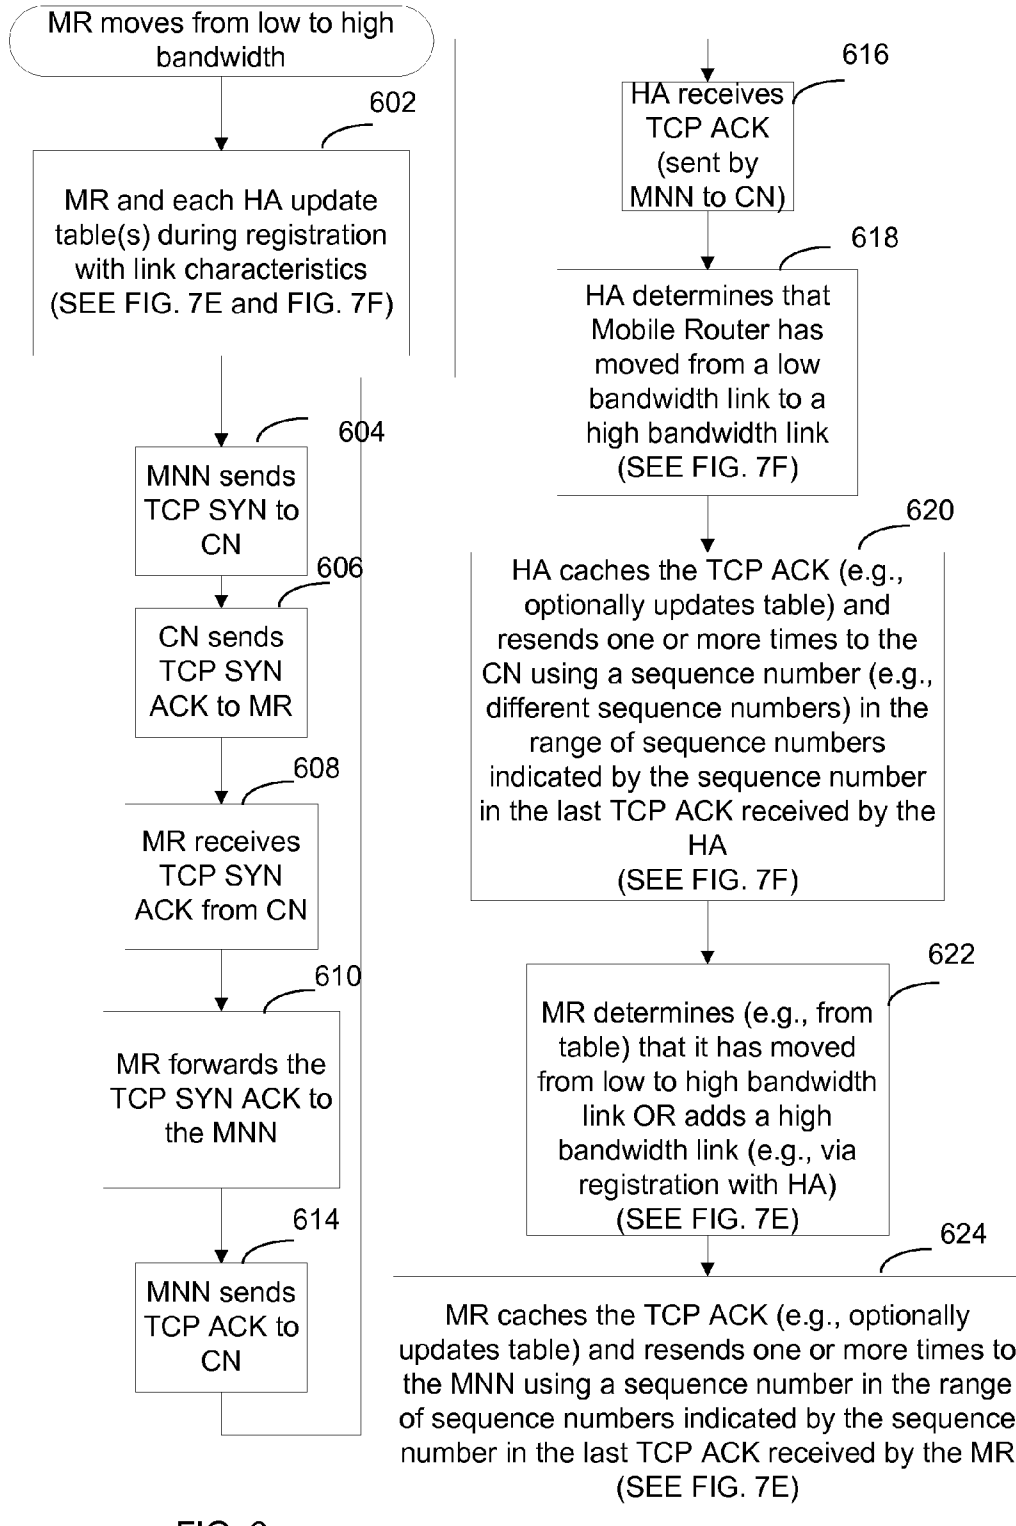 MR moves from low to high
bandwidth
602
MR and each HA update
table(s) during registration
with link characteristics
(SEE FIG. 7E and FIG. 7F)
604
MNN sends
TCP SYN to
CN
606
CN sends
TCP SYN
ACK to MR
608
MR receives
TCP SYN
ACK from CN
610
MR forwards the
TCP SYN ACK to
the MNN
614
MNN sends
TCP ACK to
CN
616
HA receives
TCP ACK
(sent by
MNN to CN)
618
HA determines that
Mobile Router has
moved from a low
bandwidth link to a
high bandwidth link
(SEE FIG. 7F)
620
HA caches the TCP ACK (e.g.,
optionally updates table) and
resends one or more times to the
CN using a sequence number (e.g.,
different sequence numbers) in the
range of sequence numbers
indicated by the sequence number
in the last TCP ACK received by the
HA
(SEE FIG. 7F)
622
MR determines (e.g., from
table) that it has moved
from low to high bandwidth
link OR adds a high
bandwidth link (e.g., via
registration with HA)
(SEE FIG. 7E)
624
MR caches the TCP ACK (e.g., optionally
updates table) and resends one or more times to
the MNN using a sequence number in the range
of sequence numbers indicated by the sequence
number in the last TCP ACK received by the MR
(SEE FIG. 7E)